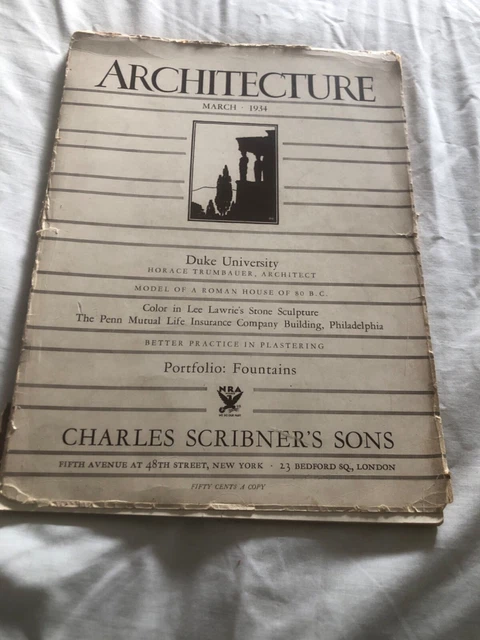 ARCHITECTURE
MARCH · 1934
Duke University
HORACE TRUMBAUER, ARCHITECT
MODEL OF A ROMAN HOUSE OF 80 B.C.
Color in Lee Lawrie's Stone Sculpture
The Penn Mutual Life Insurance Company Building, Philadelphia
BETTER PRACTICE IN PLASTERING
Portfolio: Fountains
NRA
CHARLES SCRIBNER'S SONS
FIFTH AVENUE AT 48TH STREET, NEW YORK · 23 BEDFORD SQ., LONDON
FIFTY CENTS A COPY